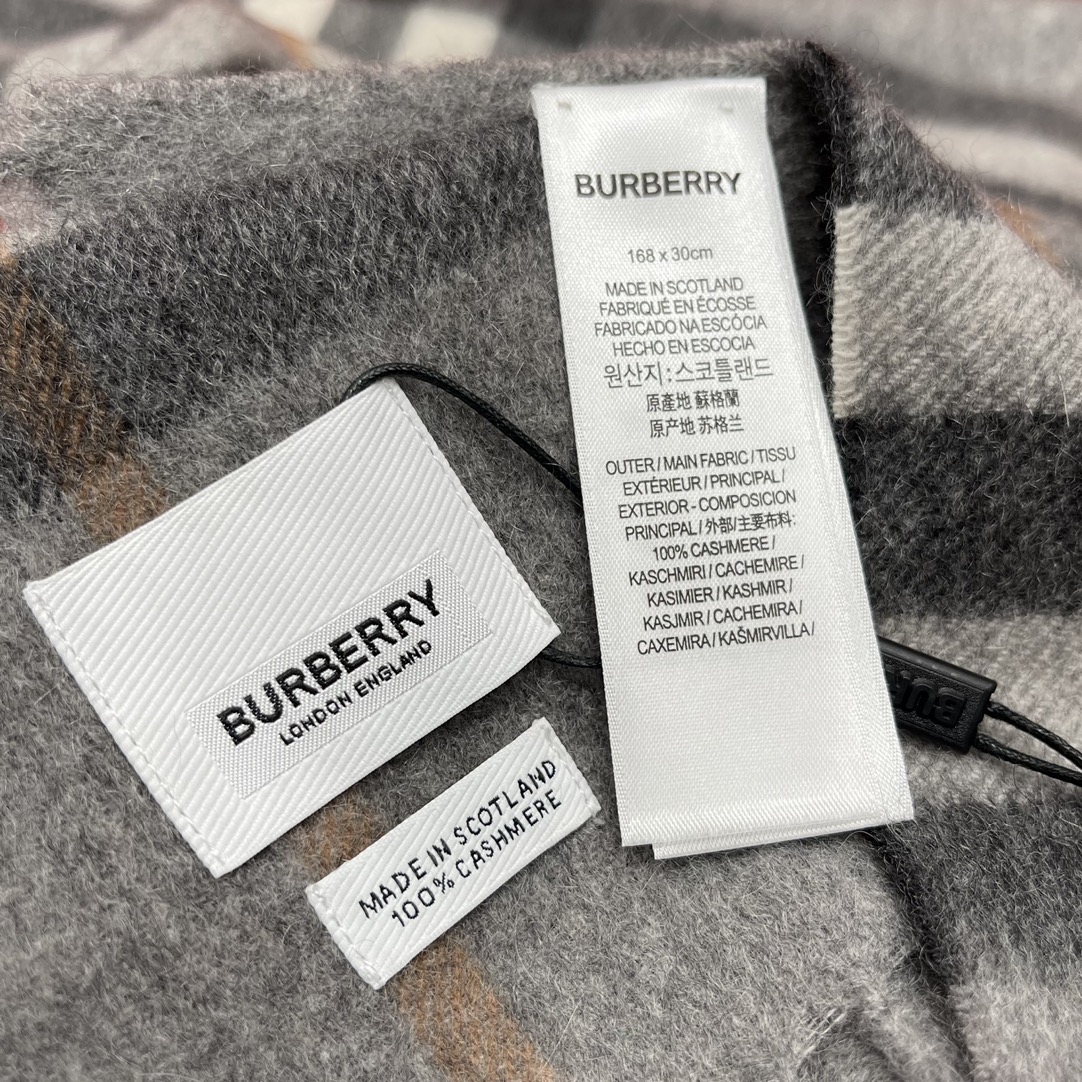 BURBERRY
168 x 30cm
MADE IN SCOTLAND
FABRIQUÉ EN ÉCOSSE
FABRICADO NA ESCÓCIA
HECHO EN ESCOCIA
원산지:스코틀랜드
原產地 蘇格蘭
原产地 苏格兰
OUTER / MAIN FABRIC / TISSU
EXTÉRIEUR / PRINCIPAL /
EXTERIOR - COMPOSICION
PRINCIPAL / 外部/主要布料:
100% CASHMERE /
KASCHMIRI / CACHEMIRE /
KASIMIER / KASHMIR /
KASJMIR / CACHEMIRA /
CAXEMIRA / KAŠMIRVILLA /
BURBERRY
LONDON ENGLAND
MADE IN SCOTLAND
100% CASHMERE
BU